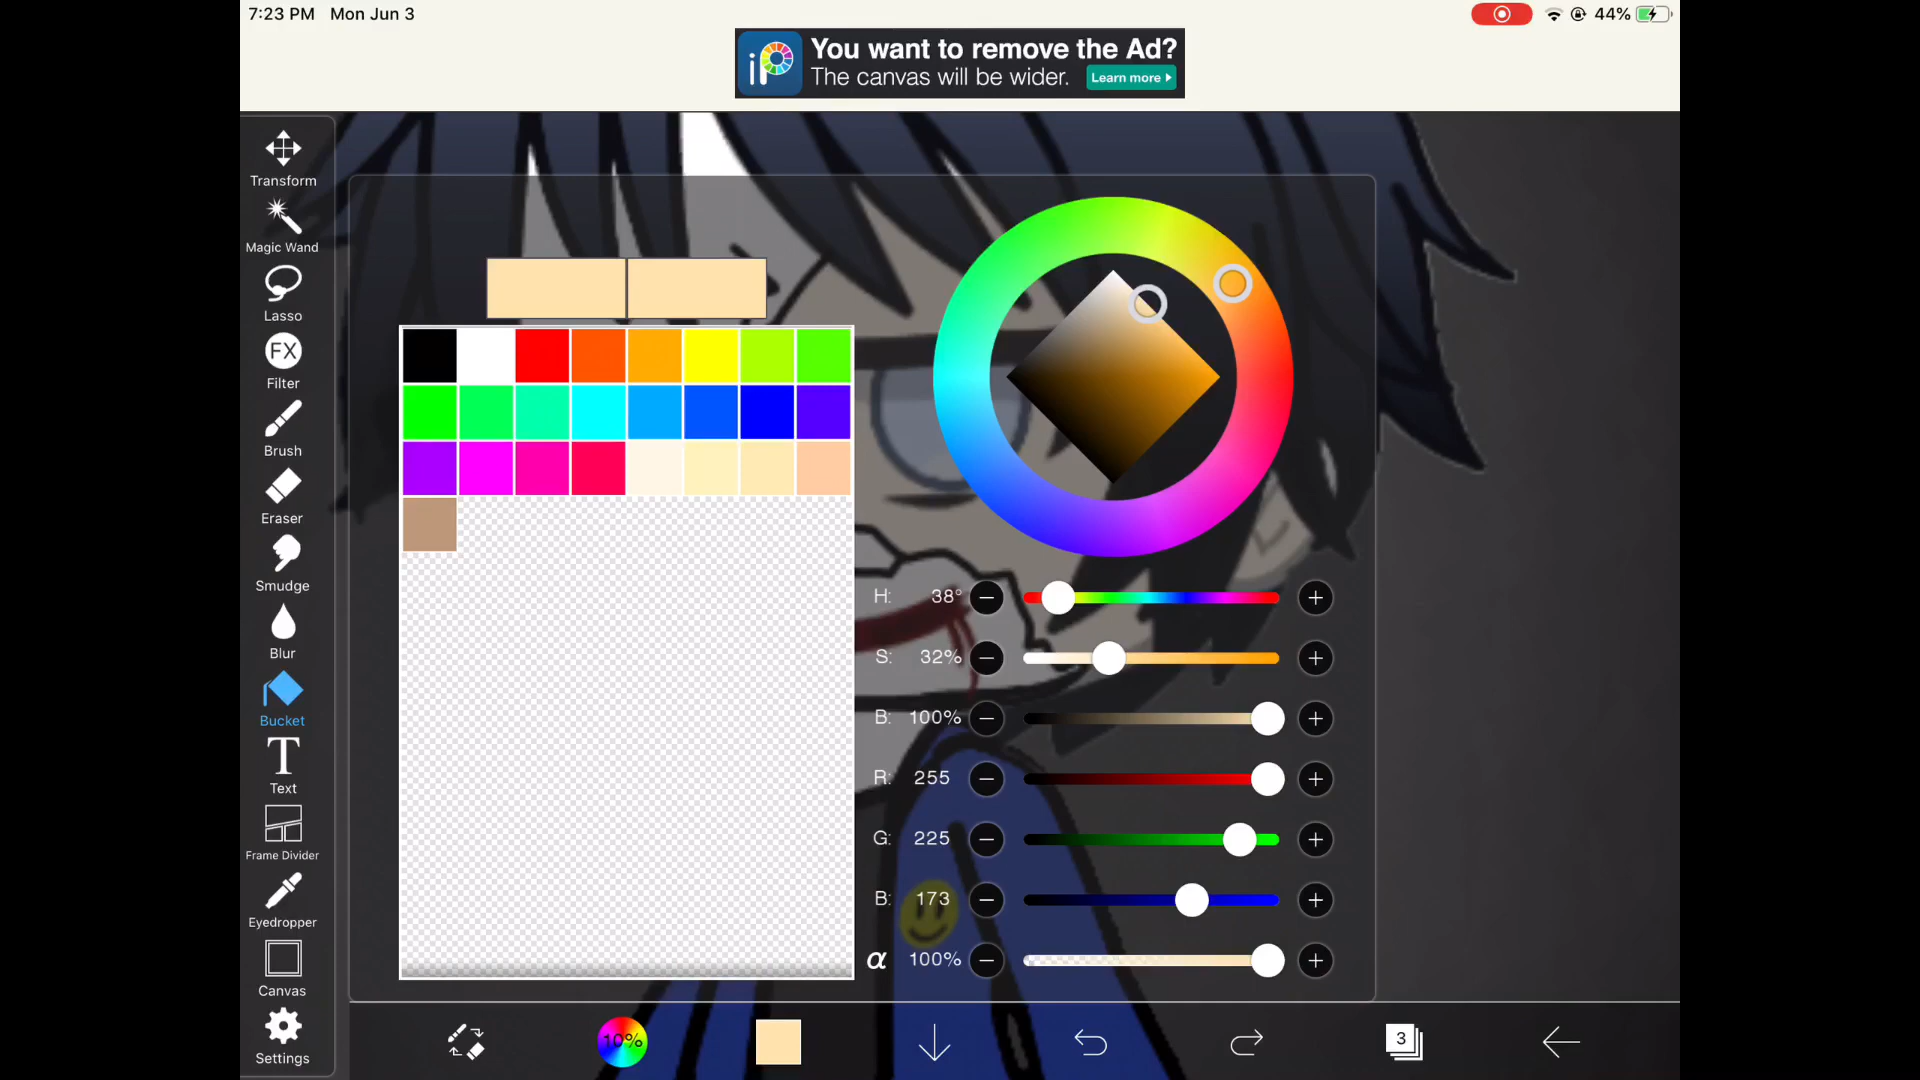 7:23 PM Mon Jun 3
44%
iP
You want to remove the Ad?
The canvas will be wider. Learn more
Transform
Magic Wand
Lasso
FX
Filter
Brush
Eraser
Smudge
Blur
Bucket
T
Text
Frame Divider
Eyedropper
Canvas
Settings
H: 38°
S: 32%
B: 100%
R: 255
G: 225
B: 173
α 100%
10%
3